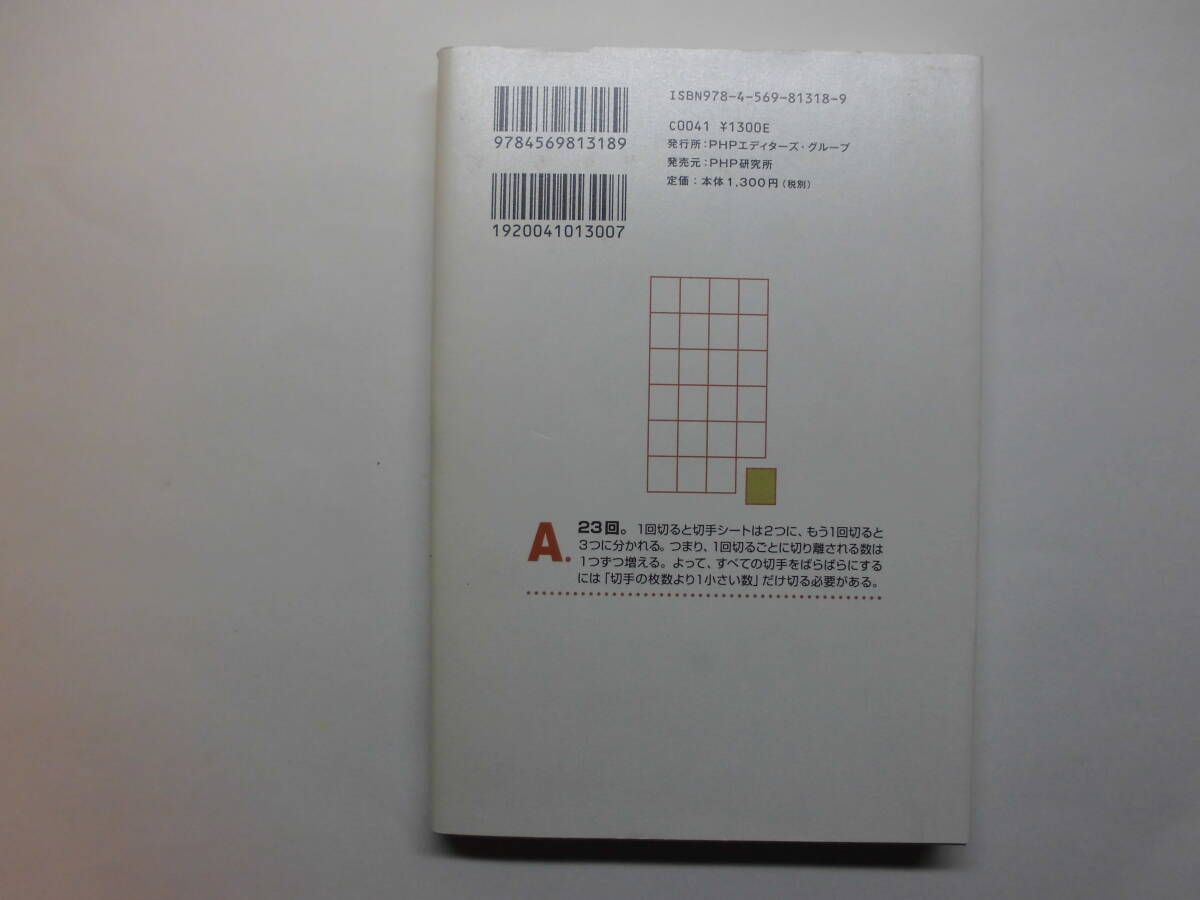 9784569813189
1920041013007
ISBN978-4-569-81318-9
C0041 ¥1300E
発行所：PHPエディターズ・グループ
発売元：PHP研究所
定価：本体1,300円（税別）
A.
23回。1回切ると切手シートは2つに、もう1回切ると
3つに分かれる。つまり、1回切るごとに切り離される数は
1つずつ増える。よって、すべての切手をばらばらにする
には「切手の枚数より1小さい数」だけ切る必要がある。